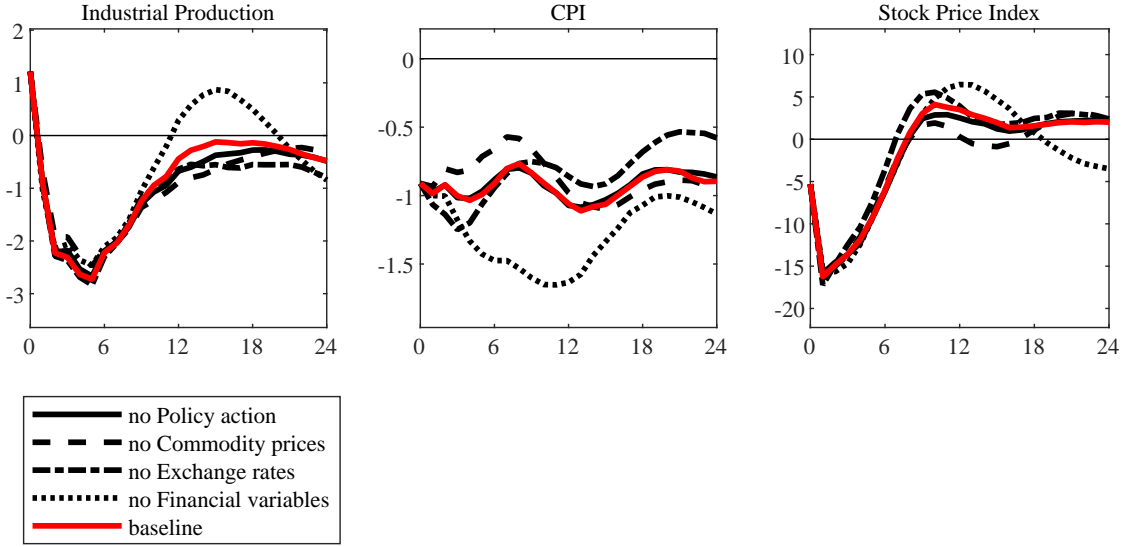 Industrial Production
CPI
Stock Price Index
2
1
0
-1
-2
-3
0 6 12 18 24
0
-0.5
-1
-1.5
0 6 12 18 24
10
5
0
-5
-10
-15
-20
0 6 12 18 24
no Policy action
no Commodity prices
no Exchange rates
no Financial variables
baseline